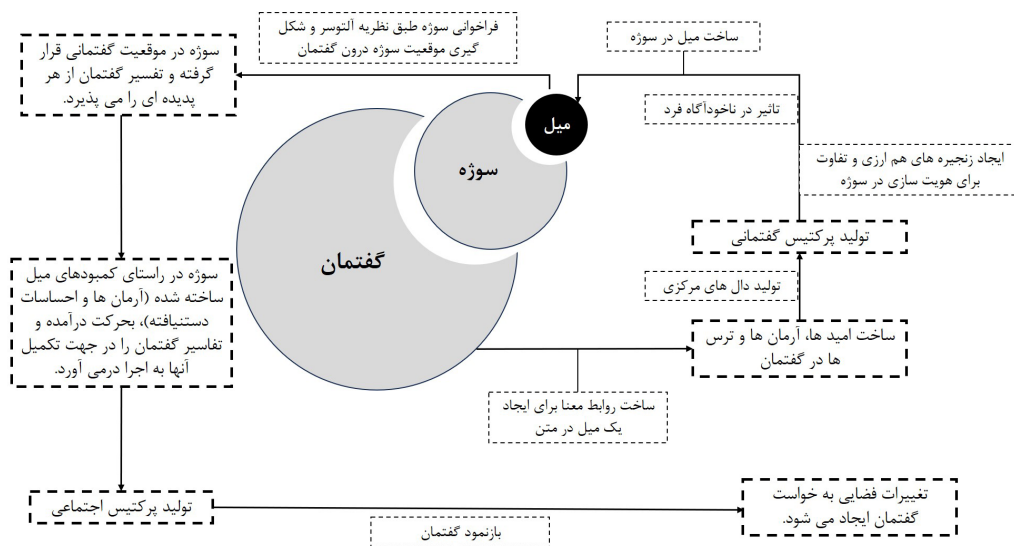 فراخوانی سوژه طبق نظریه آلتوسر و شکل
گیری موقعیت سوژه درون گفتمان
ساخت میل در سوژه
سوژه در موقعیت گفتمانی قرار
گرفته و تفسیر گفتمان از هر
پدیده ای را می پذیرد.
تاثیر در ناخودآگاه فرد
میل
سوژه
گفتمان
ایجاد زنجیره های هم ارزی و تفاوت
برای هویت سازی در سوژه
تولید پرکتیس گفتمانی
تولید دال های مرکزی
ساخت امید ها، آرمان ها و ترس
ها در گفتمان
سوژه در راستای کمبودهای میل
ساخته شده (آرمان ها و احساسات
دستنیافته)، بحرکت درآمده و
تفاسیر گفتمان را در جهت تکمیل
آنها به اجرا درمی آورد.
ساخت روابط معنا برای ایجاد
یک میل در متن
تولید پرکتیس اجتماعی
بازنمود گفتمان
تغییرات فضایی به خواست
گفتمان ایجاد می شود.